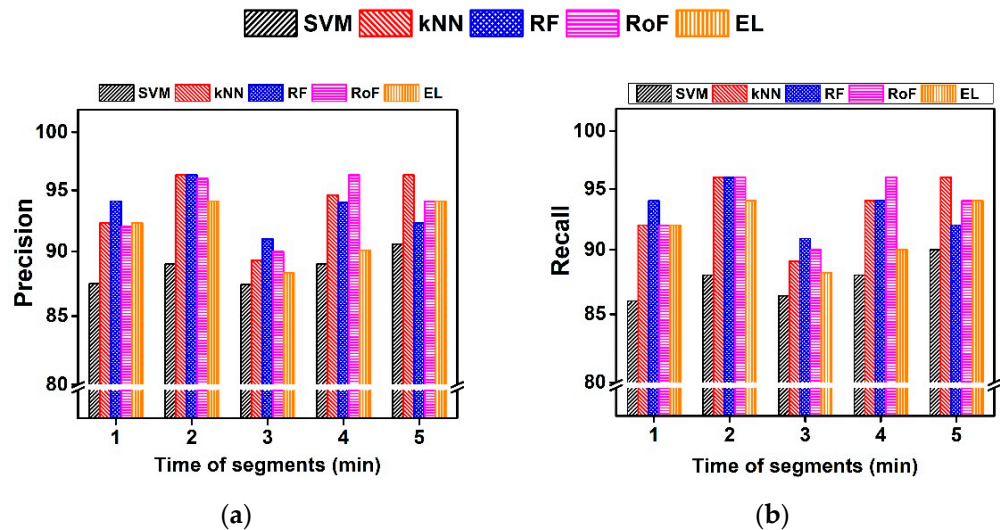 SVM kNN RF RoF EL
SVM kNN RF RoF EL
100
95
90
85
80
Precision
1 2 3 4 5
Time of segments (min)
(a)
SVM kNN RF RoF EL
100
95
90
85
80
Recall
1 2 3 4 5
Time of segments (min)
(b)